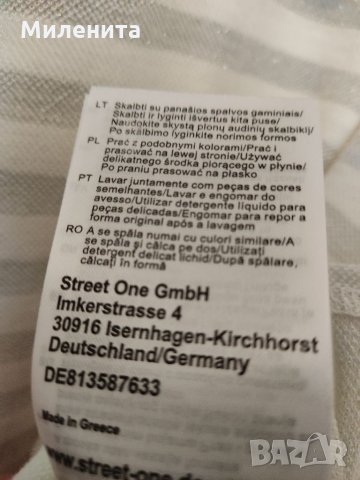 Миленита
LT Skalbti su panašios spalvos gaminiais/
Skalbti ir lyginti išvertus kita puse/
Naudokite skystą plonų audinių skalbiklį/
Po skalbimo lyginkite norimos formos
PL Prać z podobnymi kolorami/Prać i
prasować na lewej stronie/Używać
delikatnego środka piorącego w płynie/
Po praniu prasować na płasko
PT Lavar juntamente com peças de cores
semelhantes/Lavar e engomar do
avesso/Utilizar detergente líquido para
peças delicadas/Engomar para repor a
forma original após a lavagem
RO A se spăla numai cu culori similare/A
se spăla şi călca pe dos/Utilizaţi
detergent delicat lichid/După spălare,
călcaţi în formă
Street One GmbH
Imkerstrasse 4
30916 Isernhagen-Kirchhorst
Deutschland/Germany
DE813587633
Made in Greece
www.street-one.de
BAZAR